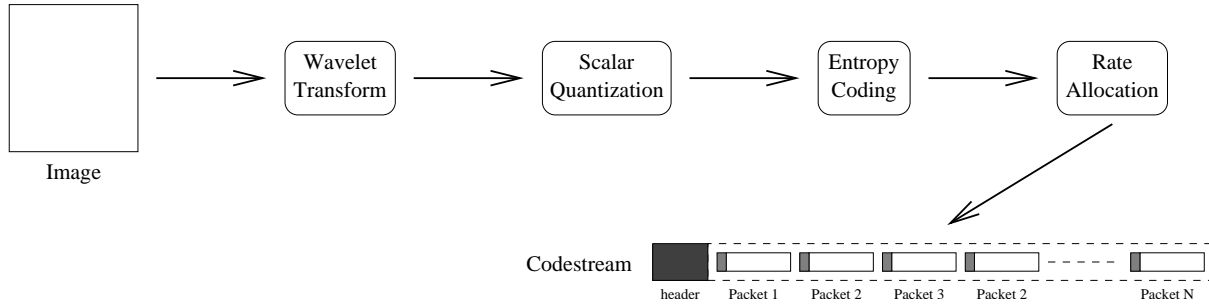 Image
Wavelet
Transform
Scalar
Quantization
Entropy
Coding
Rate
Allocation
Codestream
header
Packet 1
Packet 2
Packet 3
Packet 2
Packet N